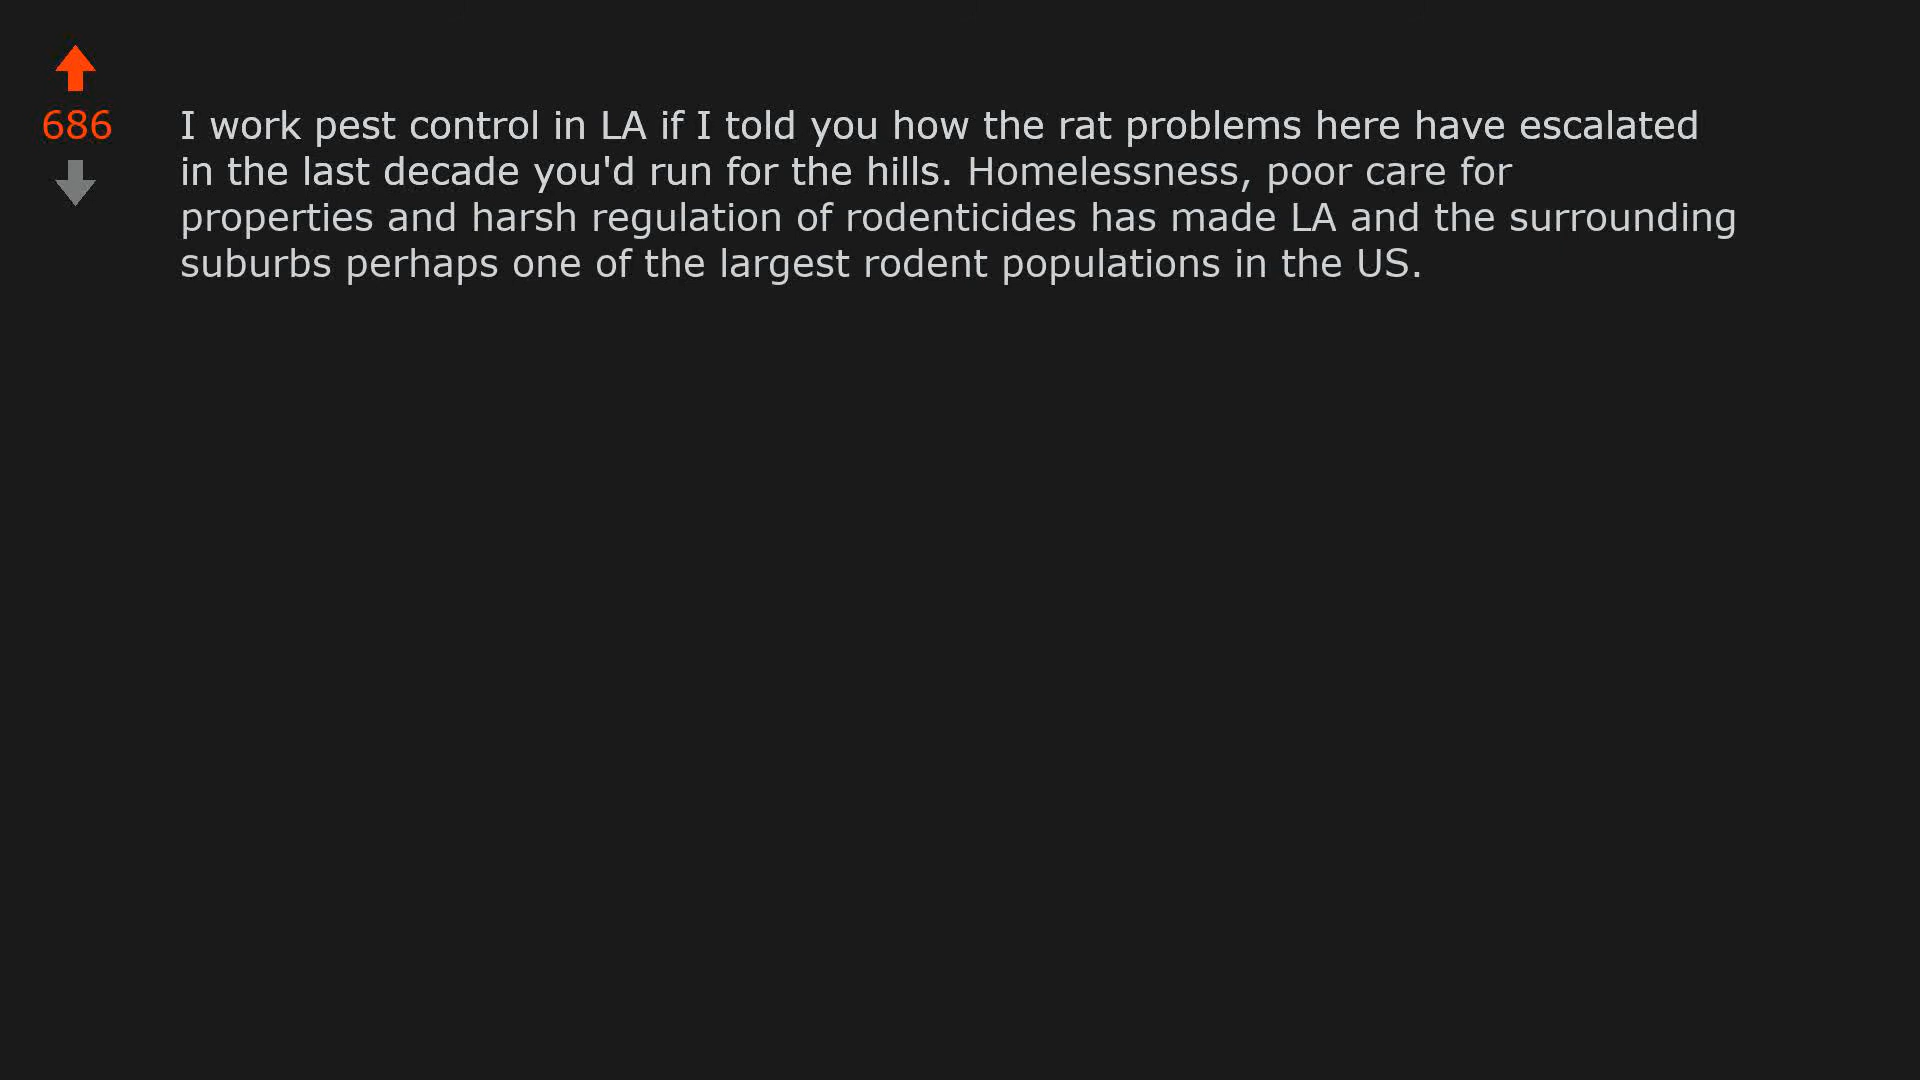 686
I work pest control in LA if I told you how the rat problems here have escalated
in the last decade you'd run for the hills. Homelessness, poor care for
properties and harsh regulation of rodenticides has made LA and the surrounding
suburbs perhaps one of the largest rodent populations in the US.